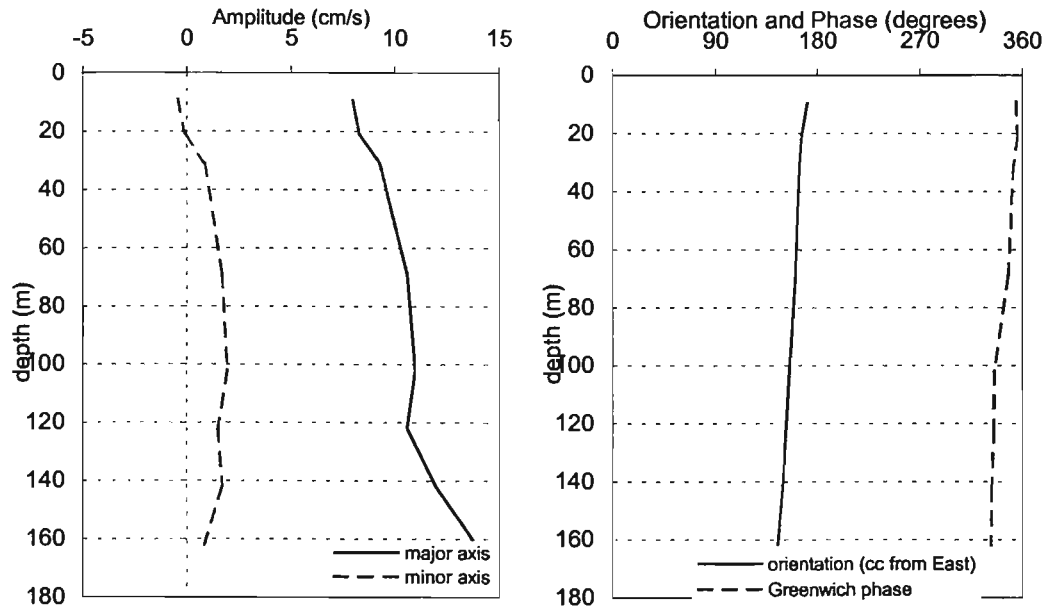 Amplitude (cm/s)
-5 0 5 10 15
0
20
40
60
80
100
120
140
160
180
depth (m)
major axis
minor axis
Orientation and Phase (degrees)
0 90 180 270 360
0
20
40
60
80
100
120
140
160
180
depth (m)
orientation (cc from East)
Greenwich phase